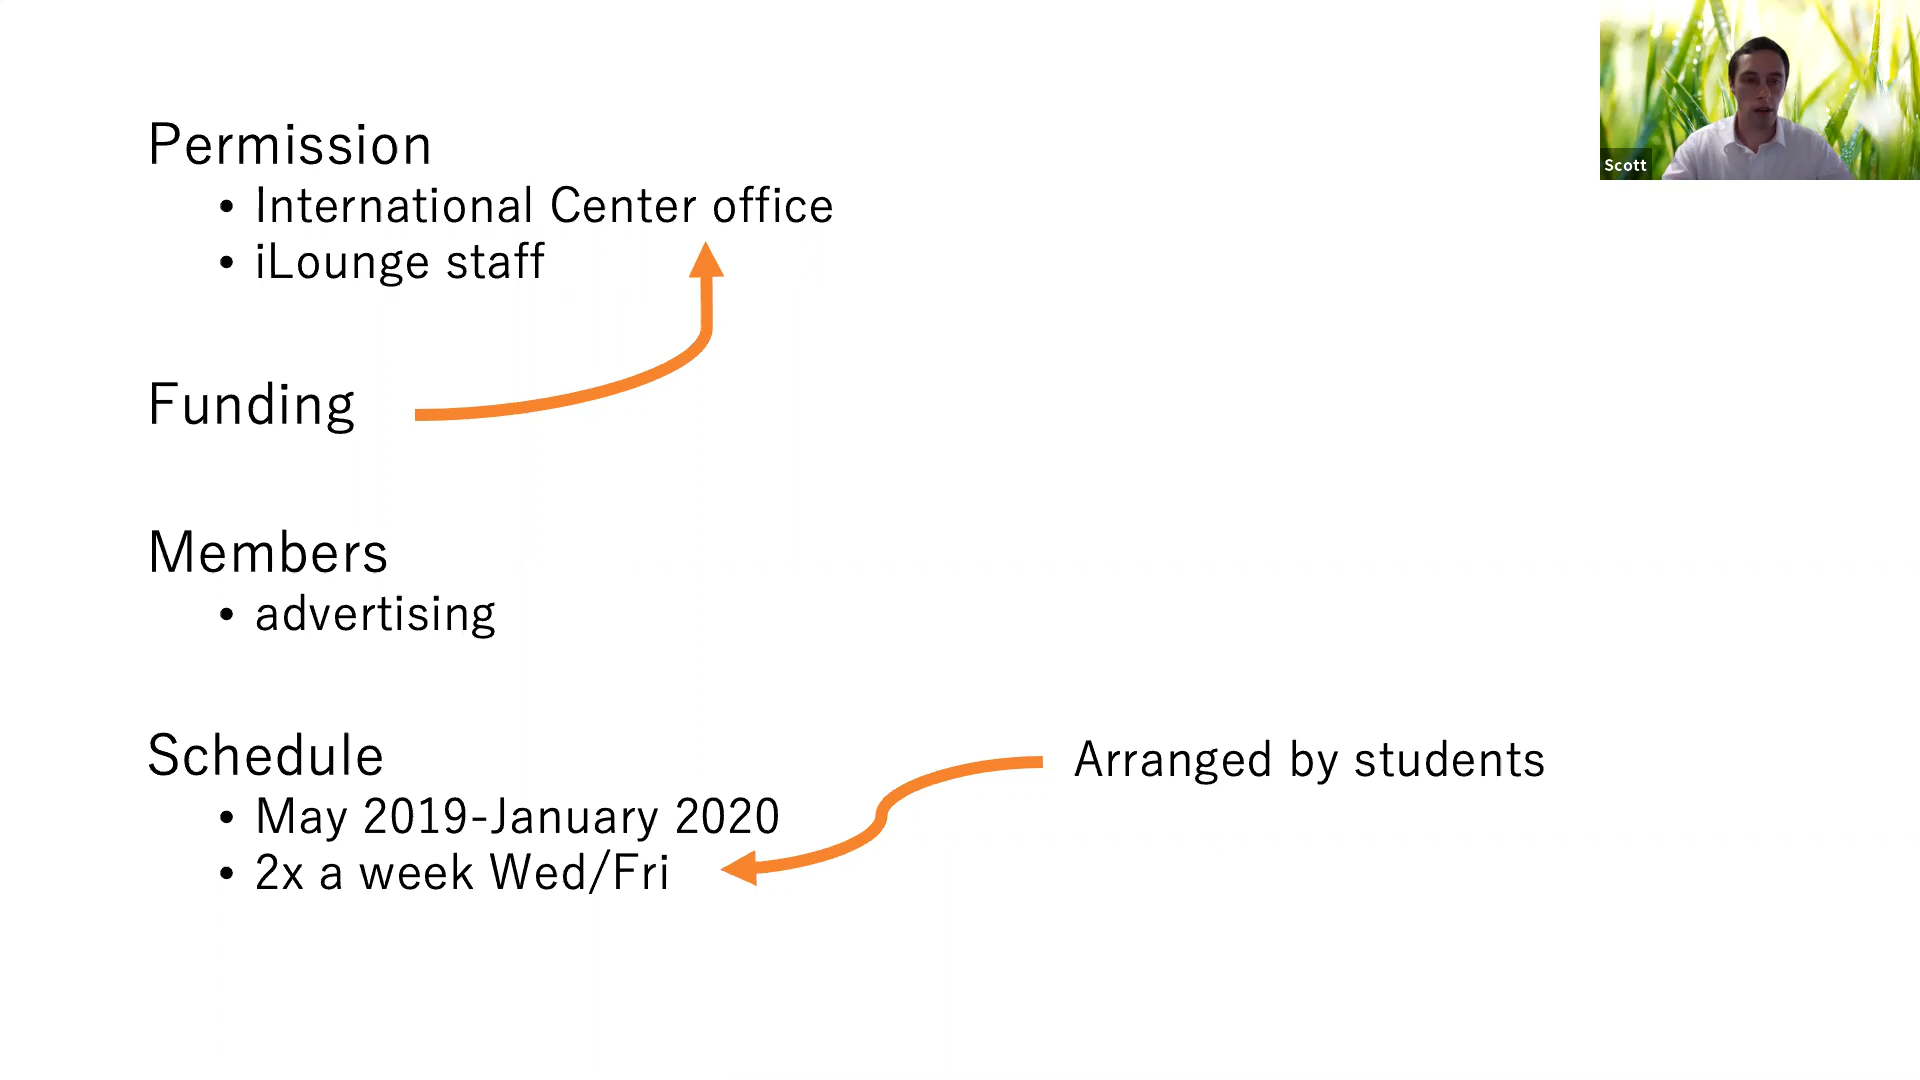 Permission
• International Center office
• iLounge staff
Funding
Members
• advertising
Schedule
• May 2019-January 2020
• 2x a week Wed/Fri
Arranged by students
Scott